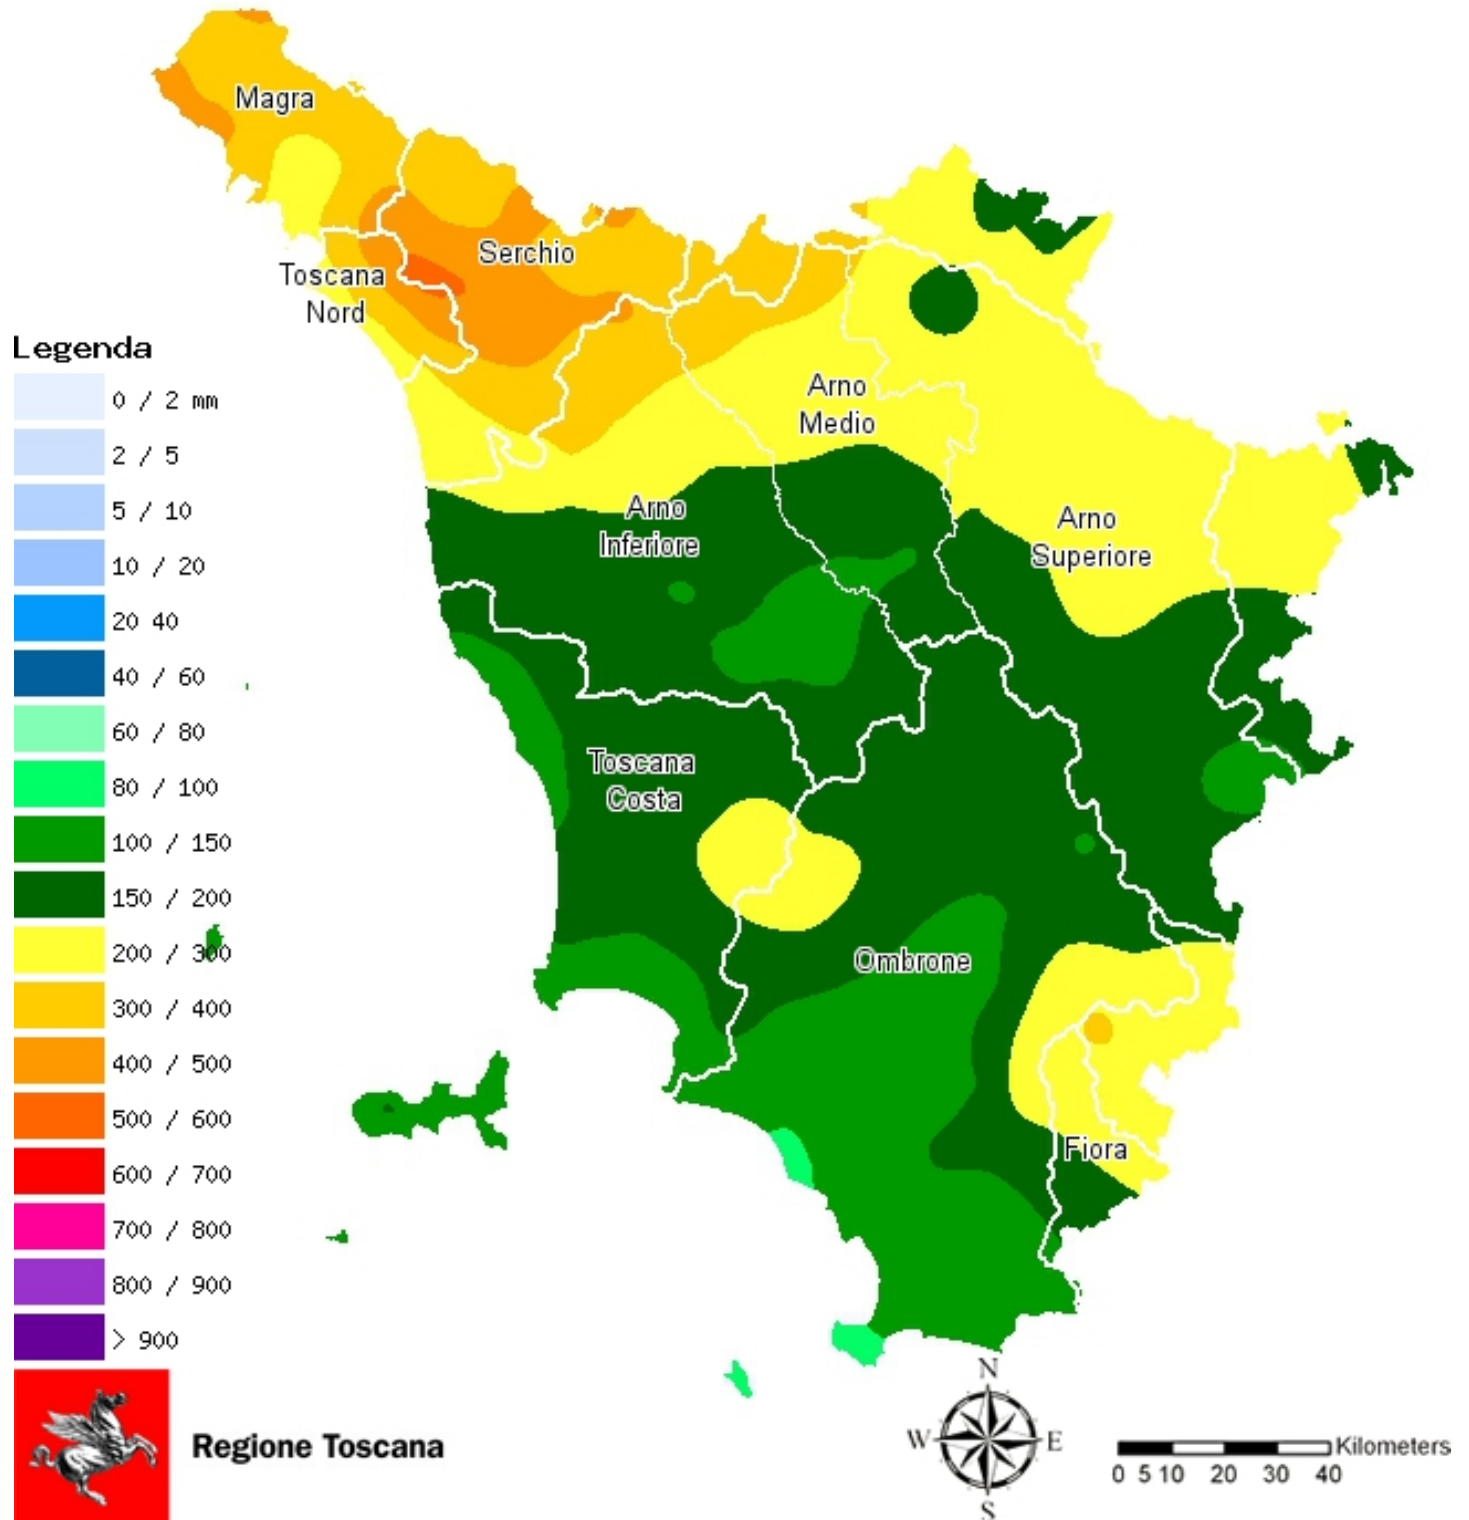 Magra
Serchio
Toscana
Nord
Legenda
0 / 2 mm
2 / 5
5 / 10
10 / 20
20 40
40 / 60
60 / 80
80 / 100
100 / 150
150 / 200
200 / 300
300 / 400
400 / 500
500 / 600
600 / 700
700 / 800
800 / 900
> 900
Arno
Medio
Arno
Inferiore
Arno
Superiore
Toscana
Costa
Ombrone
Fiora
Regione Toscana
N
W E
S
Kilometers
0 5 10 20 30 40